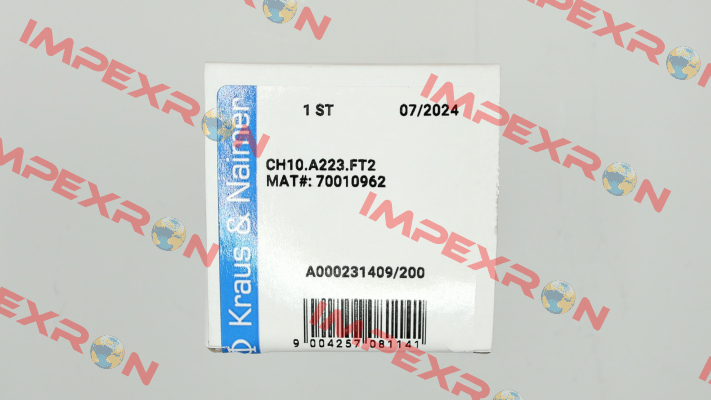 Kraus & Naimer
1 ST 07/2024
CH10.A223.FT2
MAT#: 70010962
A000231409/200
9 004257 081141
IMPEXRON
IMPEXRON
IMPEXRON
IMPEXRON
IMPEXRON
IMPEXRON
IMPEXRON